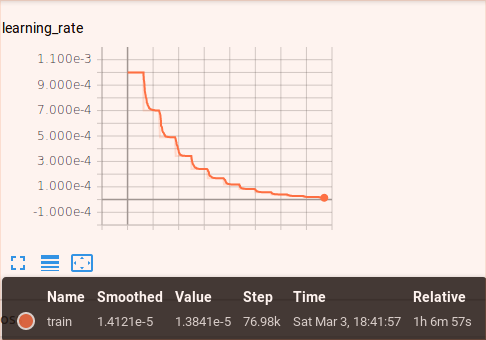 learning_rate
1.100e-3
9.000e-4
7.000e-4
5.000e-4
3.000e-4
1.000e-4
-1.000e-4
Name Smoothed Value Step Time Relative
train 1.4121e-5 1.3841e-5 76.98k Sat Mar 3, 18:41:57 1h 6m 57s